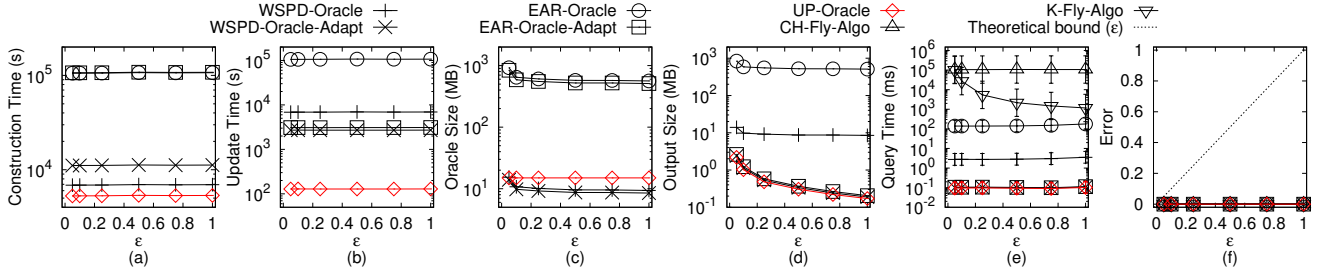 WSPD-Oracle
WSPD-Oracle-Adapt
EAR-Oracle
EAR-Oracle-Adapt
UP-Oracle
CH-Fly-Algo
K-Fly-Algo
Theoretical bound (ε)
Construction Time (s)
10^5
10^4
0 0.2 0.4 0.6 0.8 1
ε
(a)
Update Time (s)
10^5
10^4
10^3
10^2
0 0.2 0.4 0.6 0.8 1
ε
(b)
Oracle Size (MB)
10^3
10^2
10^1
0 0.2 0.4 0.6 0.8 1
ε
(c)
Output Size (MB)
10^3
10^2
10^1
10^0
10^-1
0 0.2 0.4 0.6 0.8 1
ε
(d)
Query Time (ms)
10^6
10^5
10^4
10^3
10^2
10^1
10^0
10^-1
10^-2
0 0.2 0.4 0.6 0.8 1
ε
(e)
Error
1
0.8
0.6
0.4
0.2
0
0 0.2 0.4 0.6 0.8 1
ε
(f)